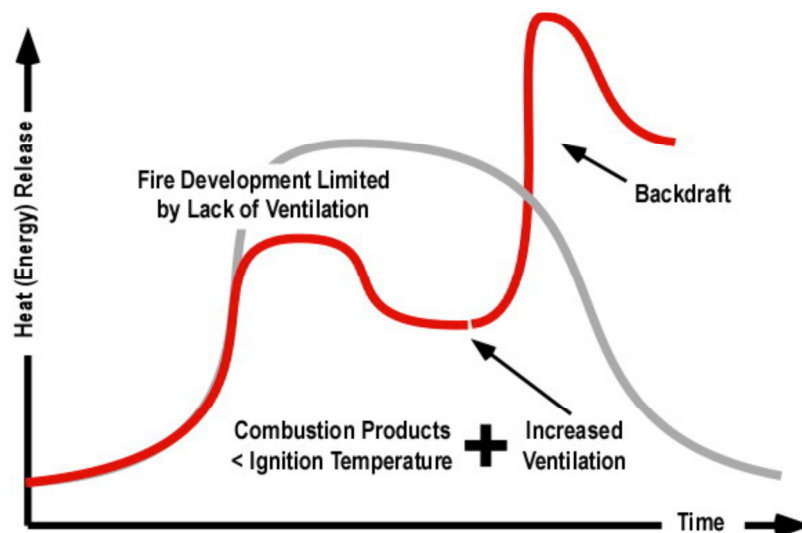 Heat (Energy) Release
Fire Development Limited
by Lack of Ventilation
Backdraft
Combustion Products
< Ignition Temperature
+
Increased
Ventilation
Time